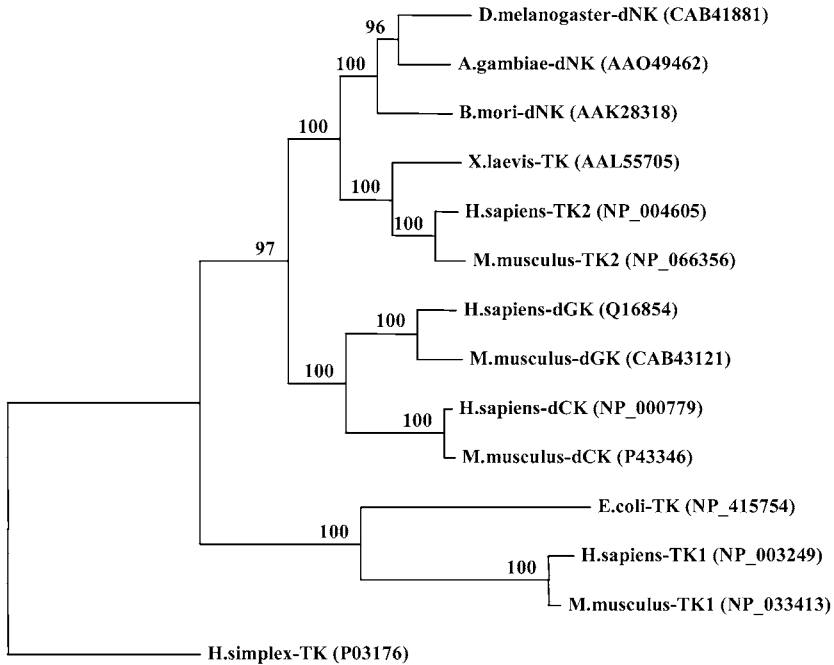 D.melanogaster-dNK (CAB41881)
96
A.gambiae-dNK (AAO49462)
100
B.mori-dNK (AAK28318)
100
X.laevis-TK (AAL55705)
100
H.sapiens-TK2 (NP_004605)
100
M.musculus-TK2 (NP_066356)
97
H.sapiens-dGK (Q16854)
100
M.musculus-dGK (CAB43121)
100
H.sapiens-dCK (NP_000779)
100
M.musculus-dCK (P43346)
E.coli-TK (NP_415754)
100
H.sapiens-TK1 (NP_003249)
100
M.musculus-TK1 (NP_033413)
H.simplex-TK (P03176)